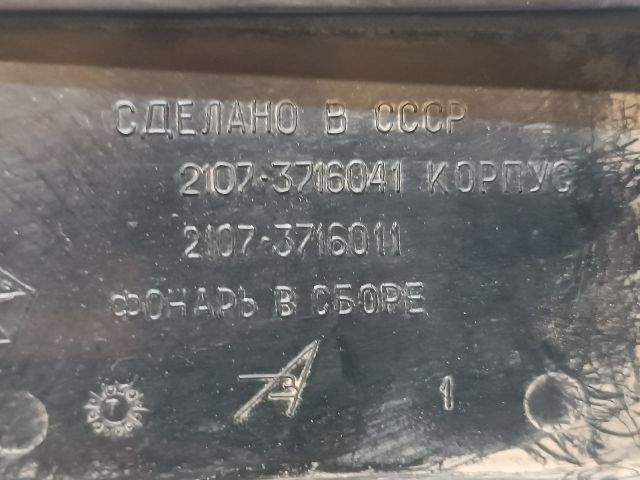 СДЕЛАНО В СССР
2107-3716041 КОРПУС
2107-3716011
ФОНАРЬ В СБОРЕ
1